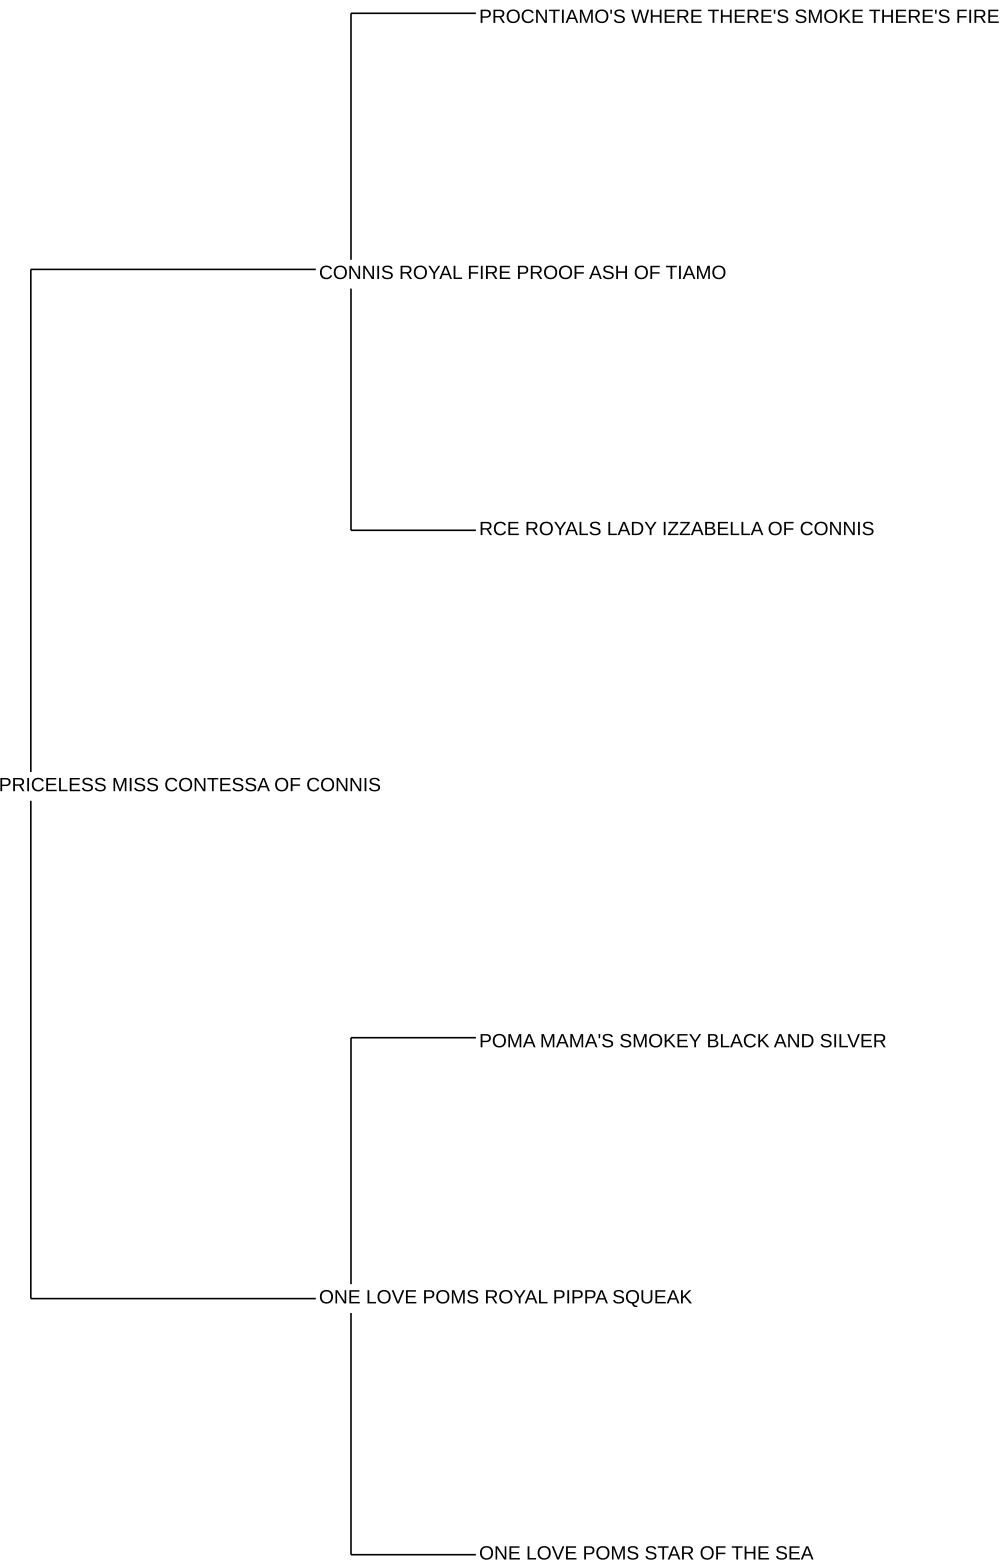 PROCNTIAMO'S WHERE THERE'S SMOKE THERE'S FIRE
CONNIS ROYAL FIRE PROOF ASH OF TIAMO
RCE ROYALS LADY IZZABELLA OF CONNIS
PRICELESS MISS CONTESSA OF CONNIS
POMA MAMA'S SMOKEY BLACK AND SILVER
ONE LOVE POMS ROYAL PIPPA SQUEAK
ONE LOVE POMS STAR OF THE SEA